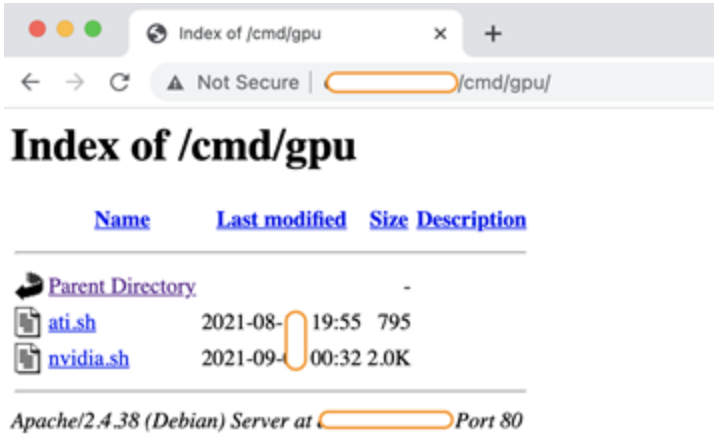 Index of /cmd/gpu
Not Secure /cmd/gpu/
Index of /cmd/gpu
Name Last modified Size Description
Parent Directory -
ati.sh 2021-08- 19:55 795
nvidia.sh 2021-09- 00:32 2.0K
Apache/2.4.38 (Debian) Server at Port 80